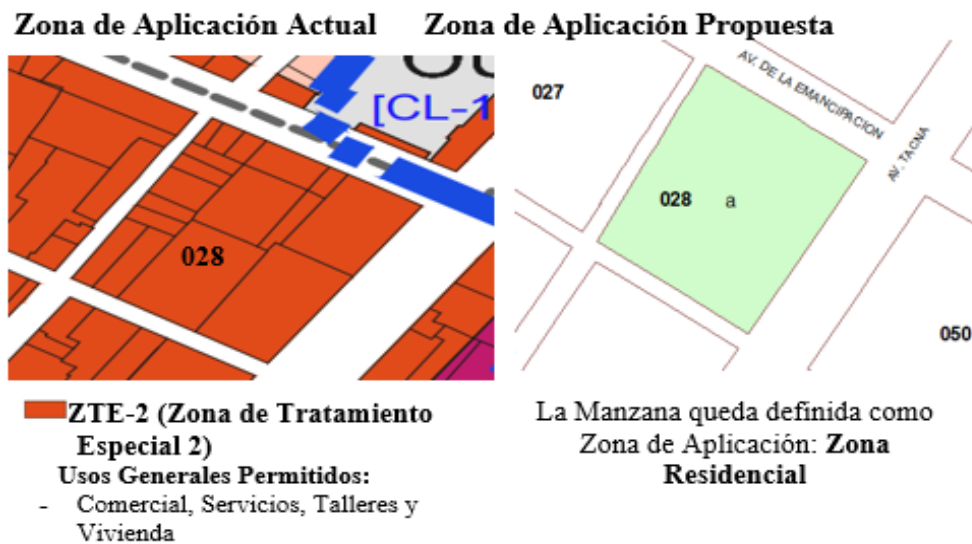 Zona de Aplicación Actual
Zona de Aplicación Propuesta
[CL-1
028
027
AV. DE LA EMANCIPACION
AV. TACNA
028 a
050
ZTE-2 (Zona de Tratamiento
Especial 2)
Usos Generales Permitidos:
- Comercial, Servicios, Talleres y
Vivienda
La Manzana queda definida como
Zona de Aplicación: Zona
Residencial